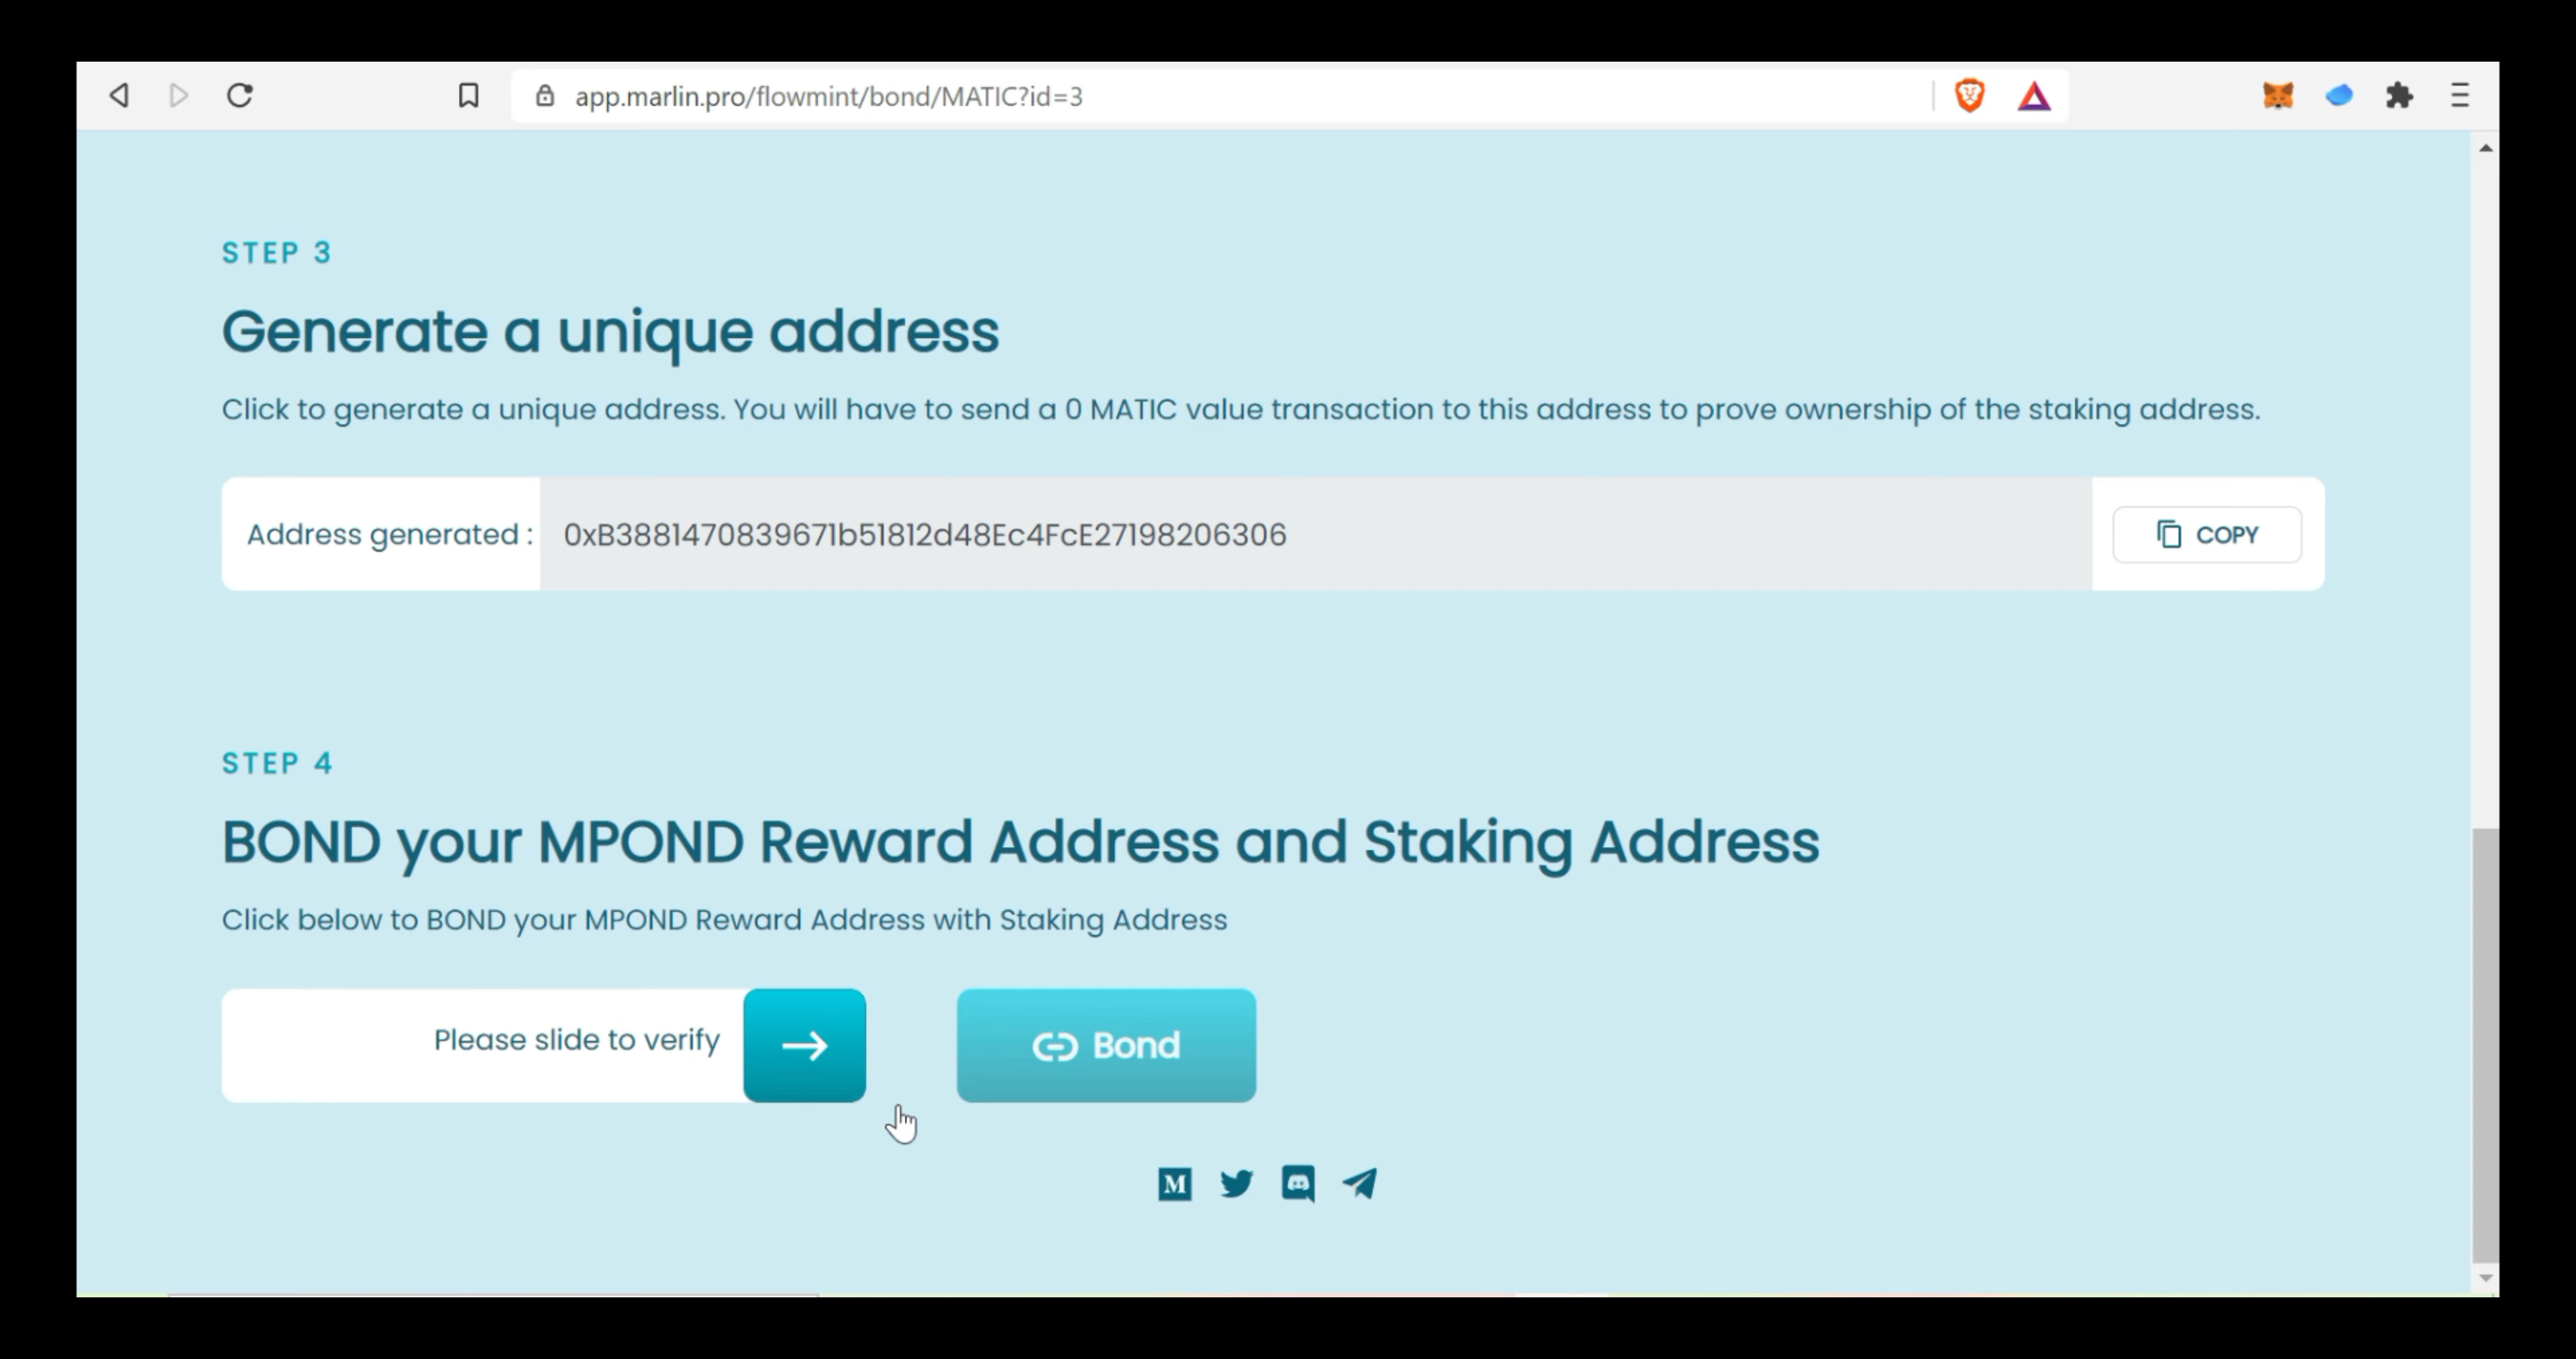 app.marlin.pro/flowmint/bond/MATIC?id=3
STEP 3
Generate a unique address
Click to generate a unique address. You will have to send a 0 MATIC value transaction to this address to prove ownership of the staking address.
Address generated : 0xB3881470839671b51812d48Ec4FcE27198206306 COPY
STEP 4
BOND your MPOND Reward Address and Staking Address
Click below to BOND your MPOND Reward Address with Staking Address
Please slide to verify Bond
M